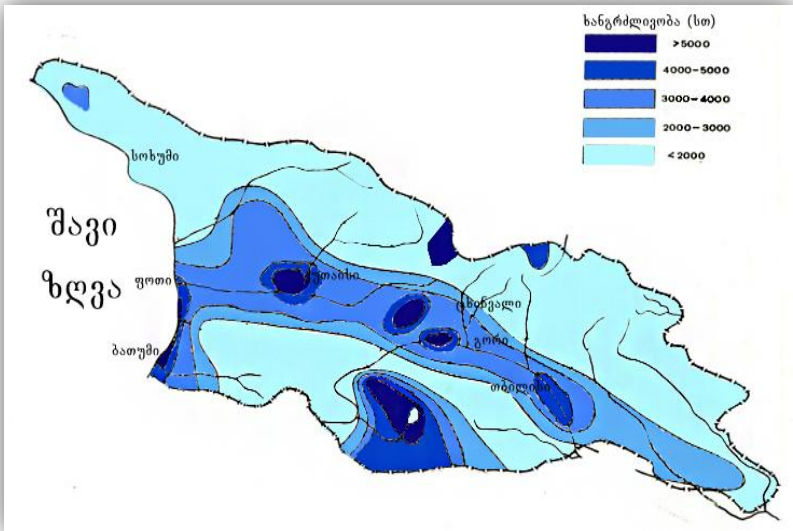 ხანგრძლივობა (სთ)
>5000
4000-5000
3000-4000
2000-3000
<2000
სოხუმი
შავი
ზღვა
ფოთი
ქუთაისი
ცხინვალი
გორი
ბათუმი
თბილისი